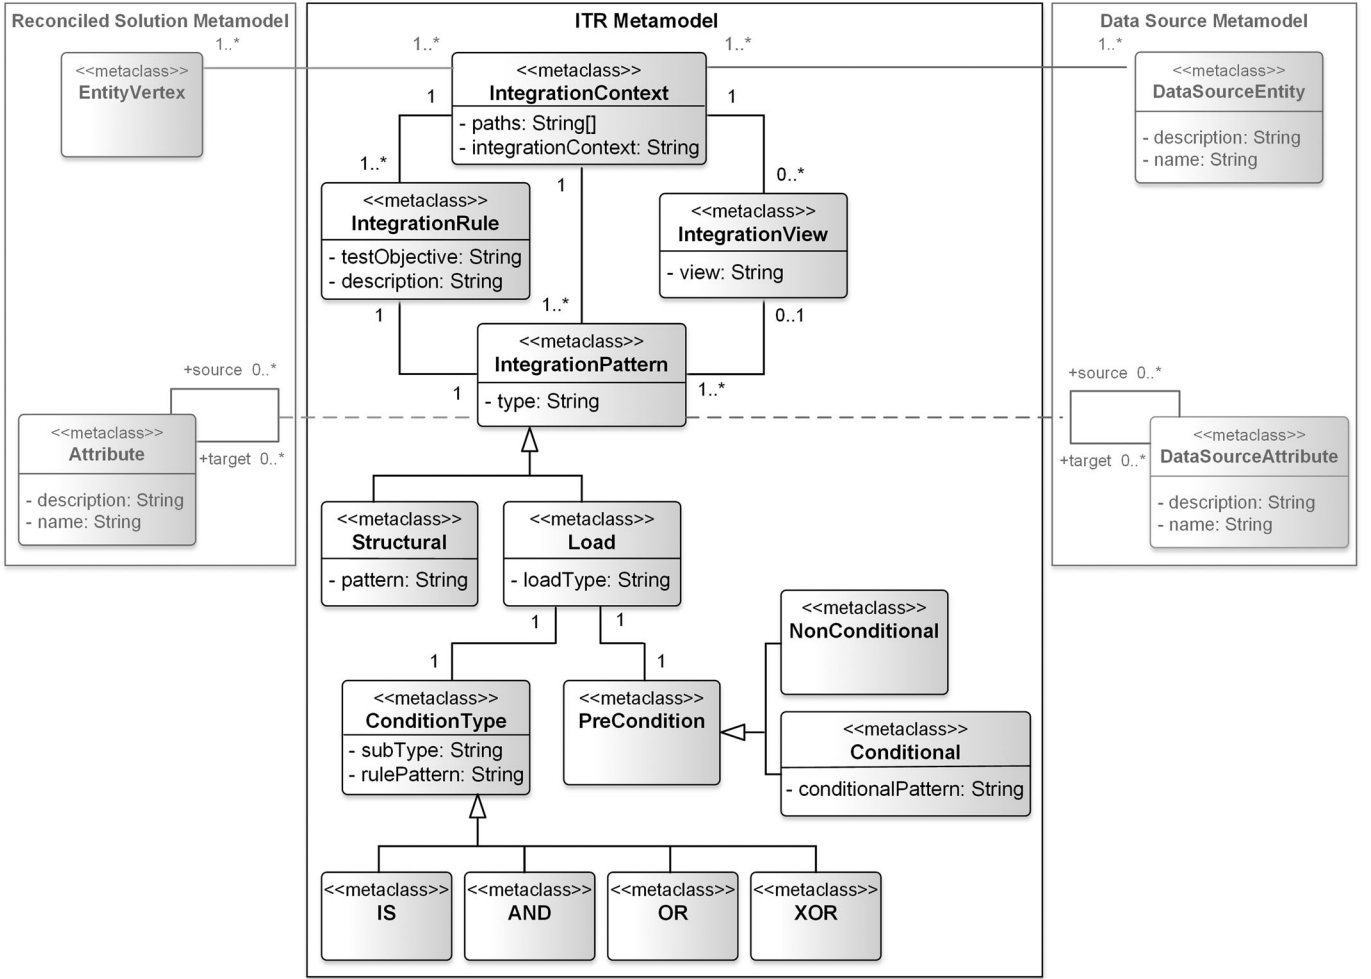 Reconciled Solution Metamodel
1..*
<<metaclass>>
EntityVertex
+source 0..*
<<metaclass>>
Attribute
+target 0..*
- description: String
- name: String
ITR Metamodel
1..*
1..*
<<metaclass>>
IntegrationContext
1
1
- paths: String[]
- integrationContext: String
1..*
1
0..*
<<metaclass>>
IntegrationRule
- testObjective: String
- description: String
<<metaclass>>
IntegrationView
- view: String
1
1..*
0..1
<<metaclass>>
IntegrationPattern
1
1..*
- type: String
<<metaclass>>
Structural
- pattern: String
<<metaclass>>
Load
- loadType: String
1
1
1
1
<<metaclass>>
NonConditional
<<metaclass>>
ConditionType
- subType: String
- rulePattern: String
<<metaclass>>
PreCondition
<<metaclass>>
Conditional
- conditionalPattern: String
<<metaclass>>
IS
<<metaclass>>
AND
<<metaclass>>
OR
<<metaclass>>
XOR
Data Source Metamodel
1..*
<<metaclass>>
DataSourceEntity
- description: String
- name: String
+source 0..*
<<metaclass>>
DataSourceAttribute
+target 0..*
- description: String
- name: String